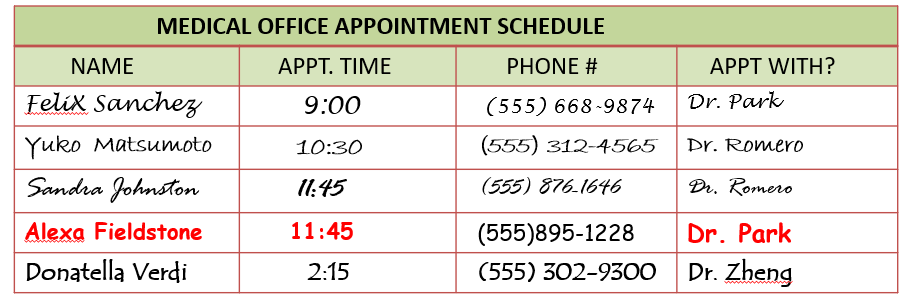 MEDICAL OFFICE APPOINTMENT SCHEDULE
NAME APPT. TIME PHONE # APPT WITH?
FeliX Sanchez 9:00 (555) 668-9874 Dr. Park
Yuko Matsumoto 10:30 (555) 312-4565 Dr. Romero
Sandra Johnston 11:45 (555) 876-1646 Dr. Romero
Alexa Fieldstone 11:45 (555)895-1228 Dr. Park
Donatella Verdi 2:15 (555) 302-9300 Dr. Zheng